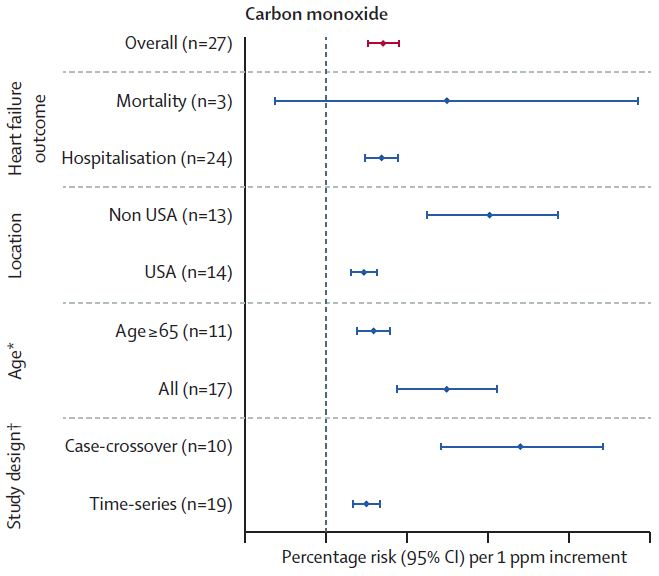 Carbon monoxide
Overall (n=27)
Heart failure
outcome
Mortality (n=3)
Hospitalisation (n=24)
Location
Non USA (n=13)
USA (n=14)
Age*
Age≥65 (n=11)
All (n=17)
Study design†
Case-crossover (n=10)
Time-series (n=19)
Percentage risk (95% CI) per 1 ppm increment